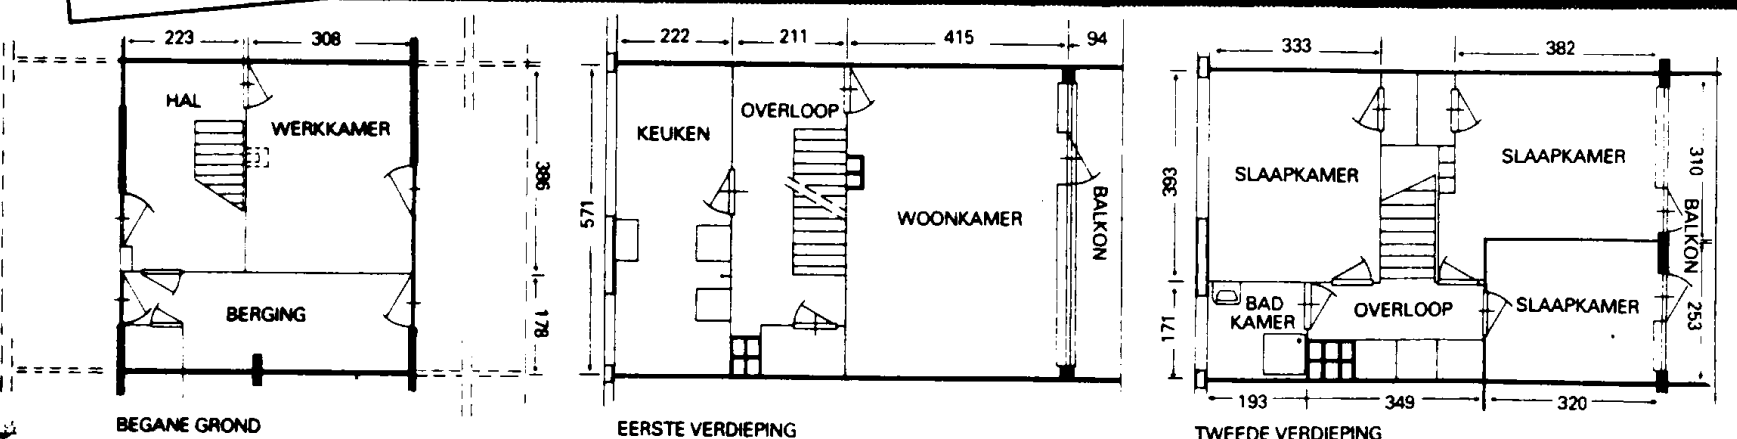 223
308
HAL
WERKKAMER
386
BERGING
178
BEGANE GROND
222
211
415
94
KEUKEN
OVERLOOP
571
WOONKAMER
BALKON
EERSTE VERDIEPING
333
382
SLAAPKAMER
SLAAPKAMER
310
393
BALKON
BAD
KAMER
OVERLOOP
SLAAPKAMER
253
171
193
349
320
TWEEDE VERDIEPING